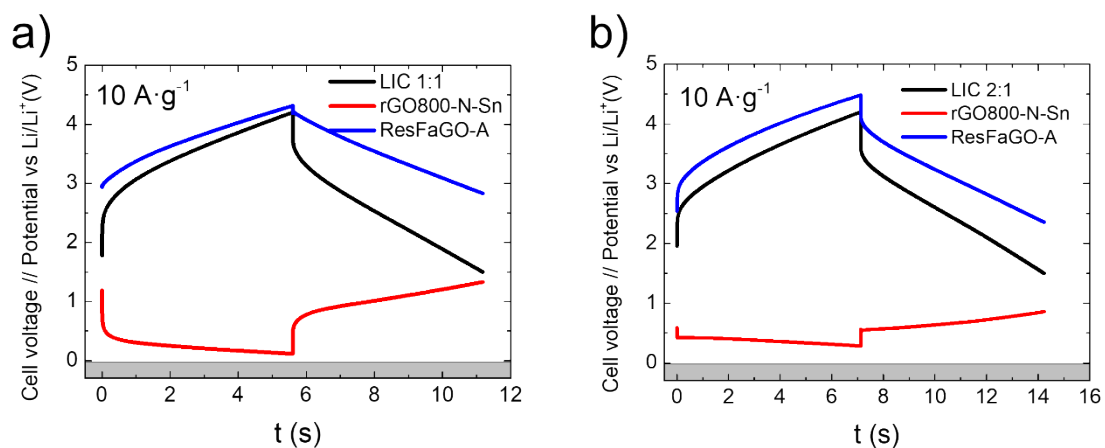 a)
10 A·g⁻¹
LIC 1:1
rGO800-N-Sn
ResFaGO-A
Cell voltage // Potential vs Li/Li⁺(V)
5
4
3
2
1
0
0 2 4 6 8 10 12
t (s)
b)
10 A·g⁻¹
LIC 2:1
rGO800-N-Sn
ResFaGO-A
Cell voltage // Potential vs Li/Li⁺(V)
5
4
3
2
1
0
0 2 4 6 8 10 12 14 16
t (s)